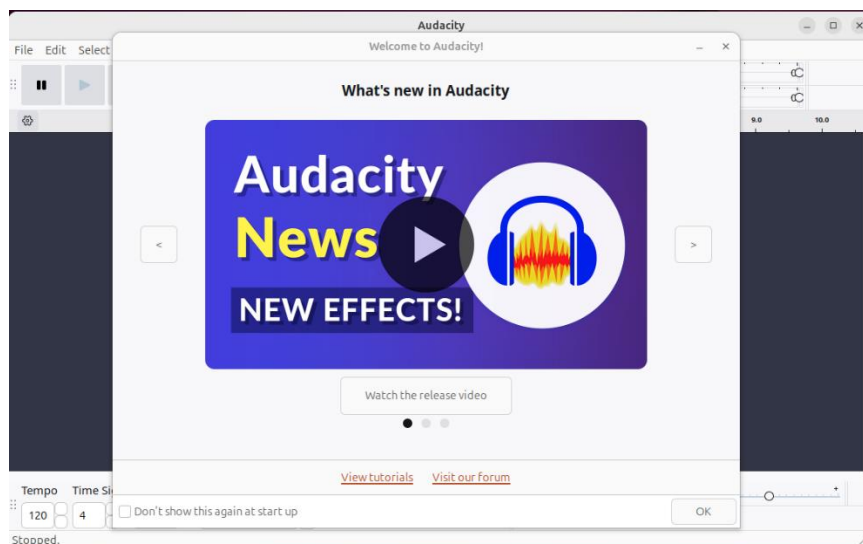 Audacity
File Edit Select
Welcome to Audacity!
What's new in Audacity
9.0 10.0
Audacity
News
NEW EFFECTS!
<
>
Watch the release video
View tutorials Visit our forum
Tempo Time Si
Don't show this again at start up
OK
120 4
+
Stopped.